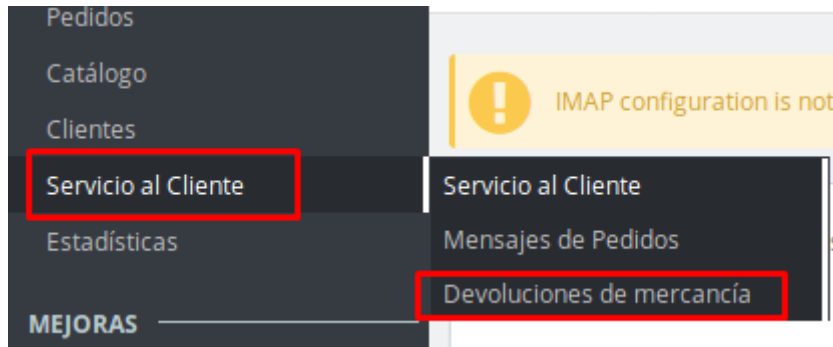 Pedidos
Catálogo
Clientes
Servicio al Cliente
Estadísticas
MEJORAS
IMAP configuration is not
Servicio al Cliente
Mensajes de Pedidos
Devoluciones de mercancía